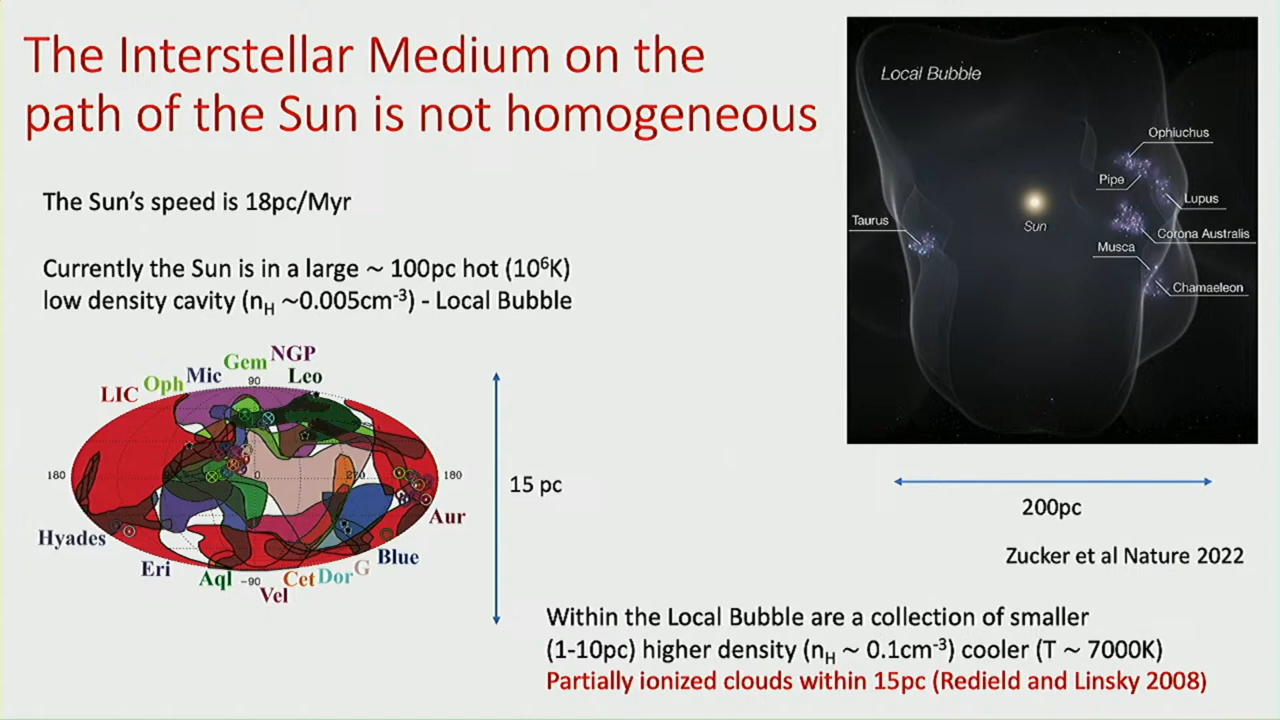 The Interstellar Medium on the
path of the Sun is not homogeneous
The Sun's speed is 18pc/Myr
Currently the Sun is in a large ~ 100pc hot (10⁶K)
low density cavity (nH ~0.005cm⁻³) - Local Bubble
Local Bubble
Ophiuchus
Pipe
Lupus
Taurus
Sun
Corona Australis
Musca
Chamaeleon
200pc
Zucker et al Nature 2022
LIC Oph Mic Gem NGP Leo
90
180 0 270 180
15 pc
Hyades
Aur
Eri
Aql -90 Vel Cet Dor G Blue
Within the Local Bubble are a collection of smaller
(1-10pc) higher density (nH ~ 0.1cm⁻³) cooler (T ~ 7000K)
Partially ionized clouds within 15pc (Redield and Linsky 2008)